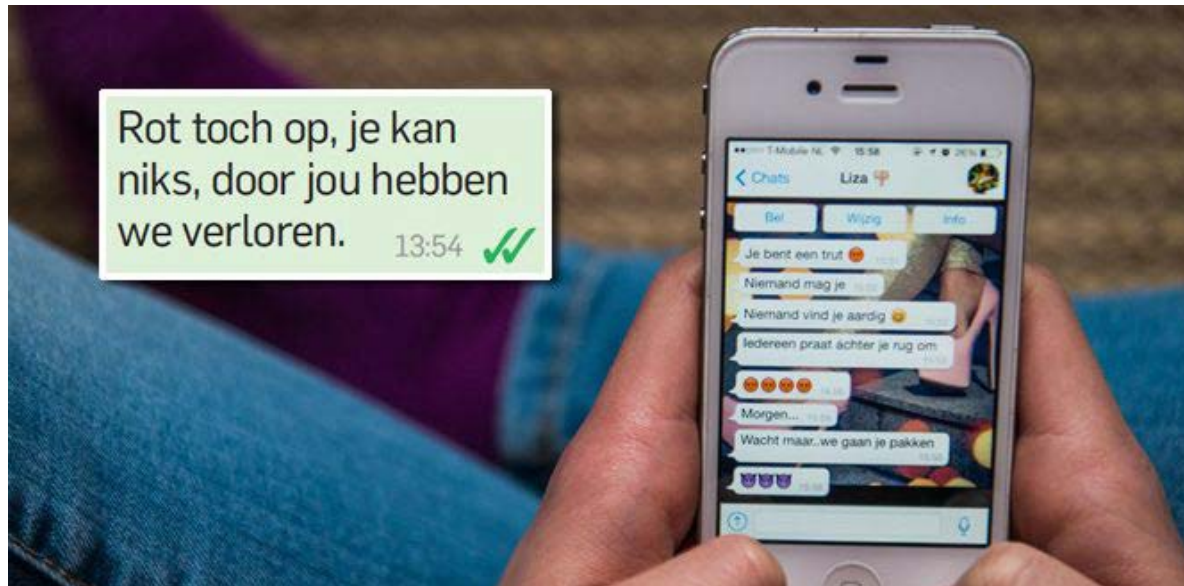 Rot toch op, je kan
niks, door jou hebben
we verloren. 13:54
T-Mobile NL 15:58 26%
Chats Liza
Bel Wijzig Info
Je bent een trut
Niemand mag je
Niemand vind je aardig
Iedereen praat achter je rug om
Morgen...
Wacht maar..we gaan je pakken